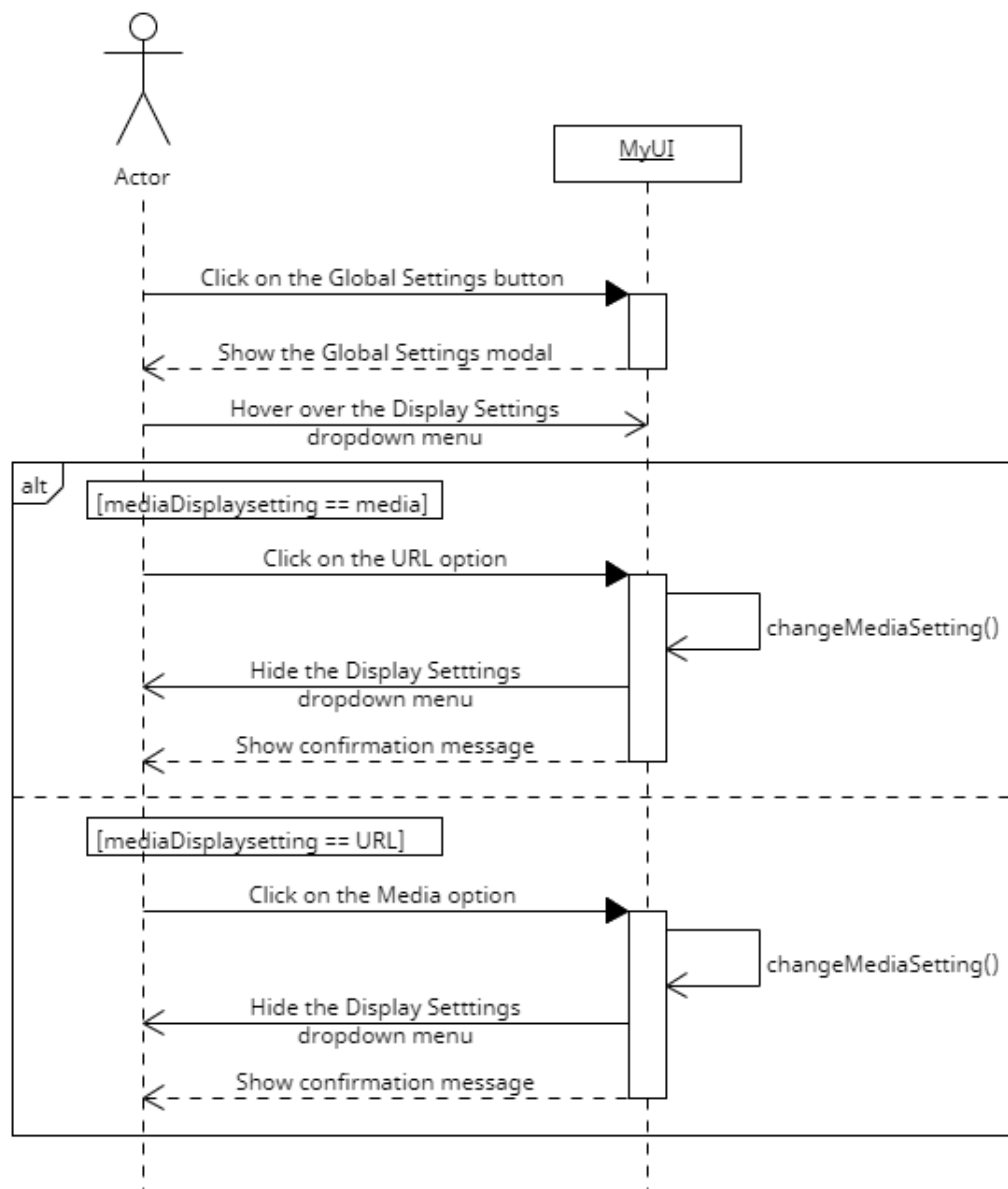 MyUI
Actor
Click on the Global Settings button
Show the Global Settings modal
Hover over the Display Settings
dropdown menu
alt
[mediaDisplaysetting == media]
Click on the URL option
changeMediaSetting()
Hide the Display Setttings
dropdown menu
Show confirmation message
[mediaDisplaysetting == URL]
Click on the Media option
changeMediaSetting()
Hide the Display Setttings
dropdown menu
Show confirmation message